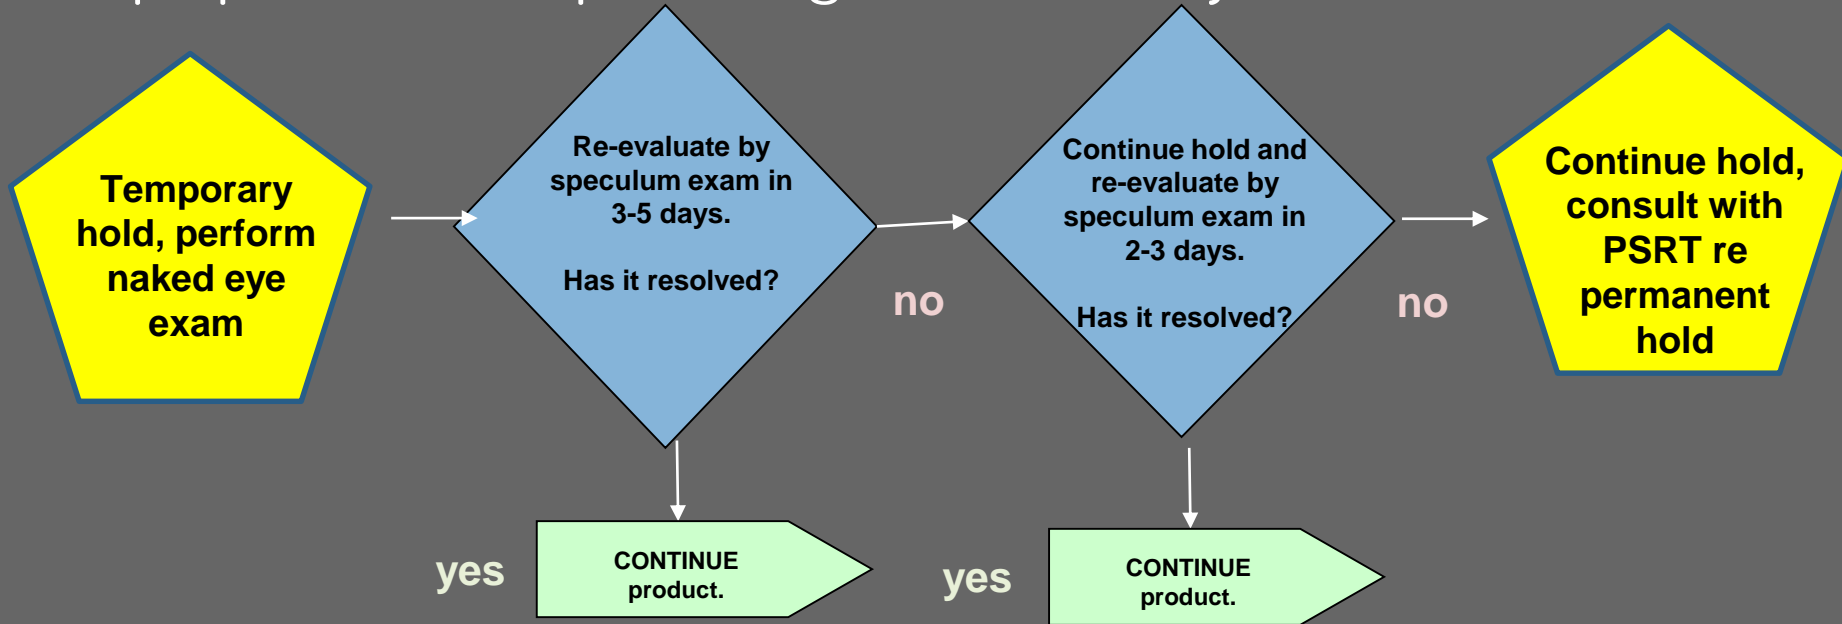 Temporary
hold, perform
naked eye
exam
Re-evaluate by
speculum exam in
3-5 days.
Has it resolved?
no
Continue hold and
re-evaluate by
speculum exam in
2-3 days.
Has it resolved?
no
Continue hold,
consult with
PSRT re
permanent
hold
yes
CONTINUE
product.
yes
CONTINUE
product.